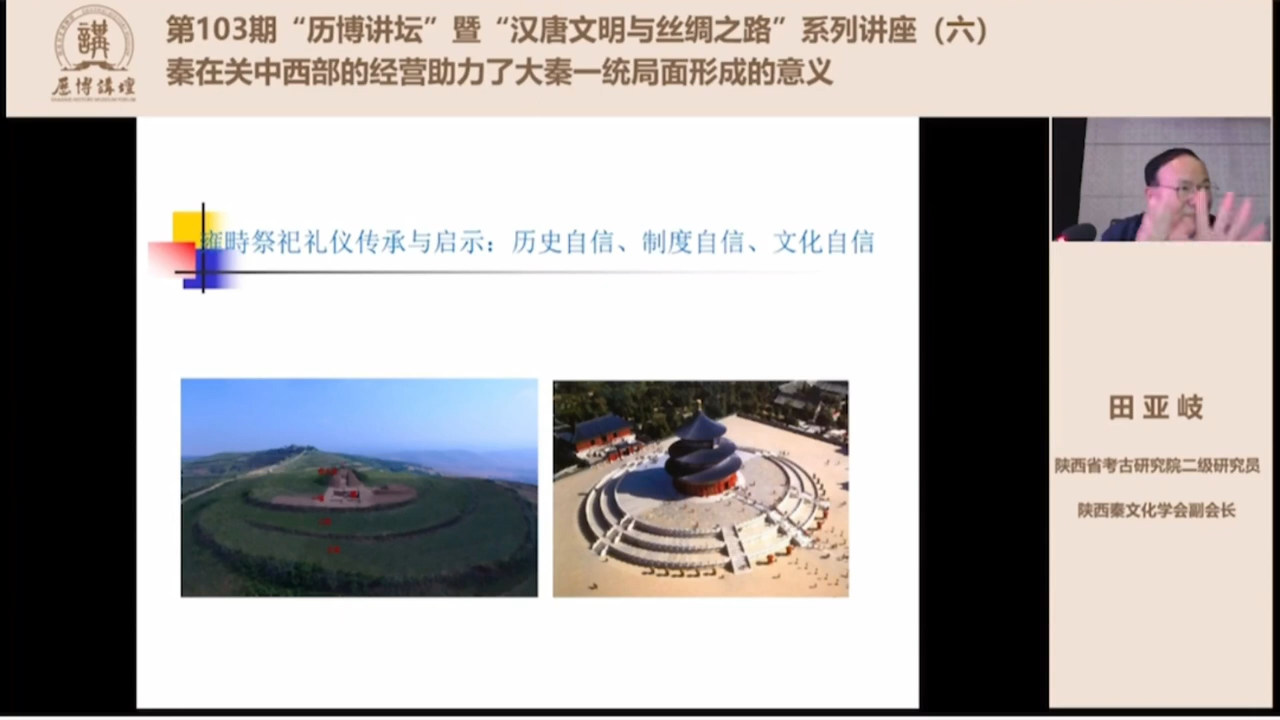 第103期“历博讲坛”暨“汉唐文明与丝绸之路”系列讲座（六）
秦在关中西部的经营助力了大秦一统局面形成的意义
講
历博講壇
雍畤祭祀礼仪传承与启示：历史自信、制度自信、文化自信
田亚岐
陕西省考古研究院二级研究员
陕西秦文化学会副会长